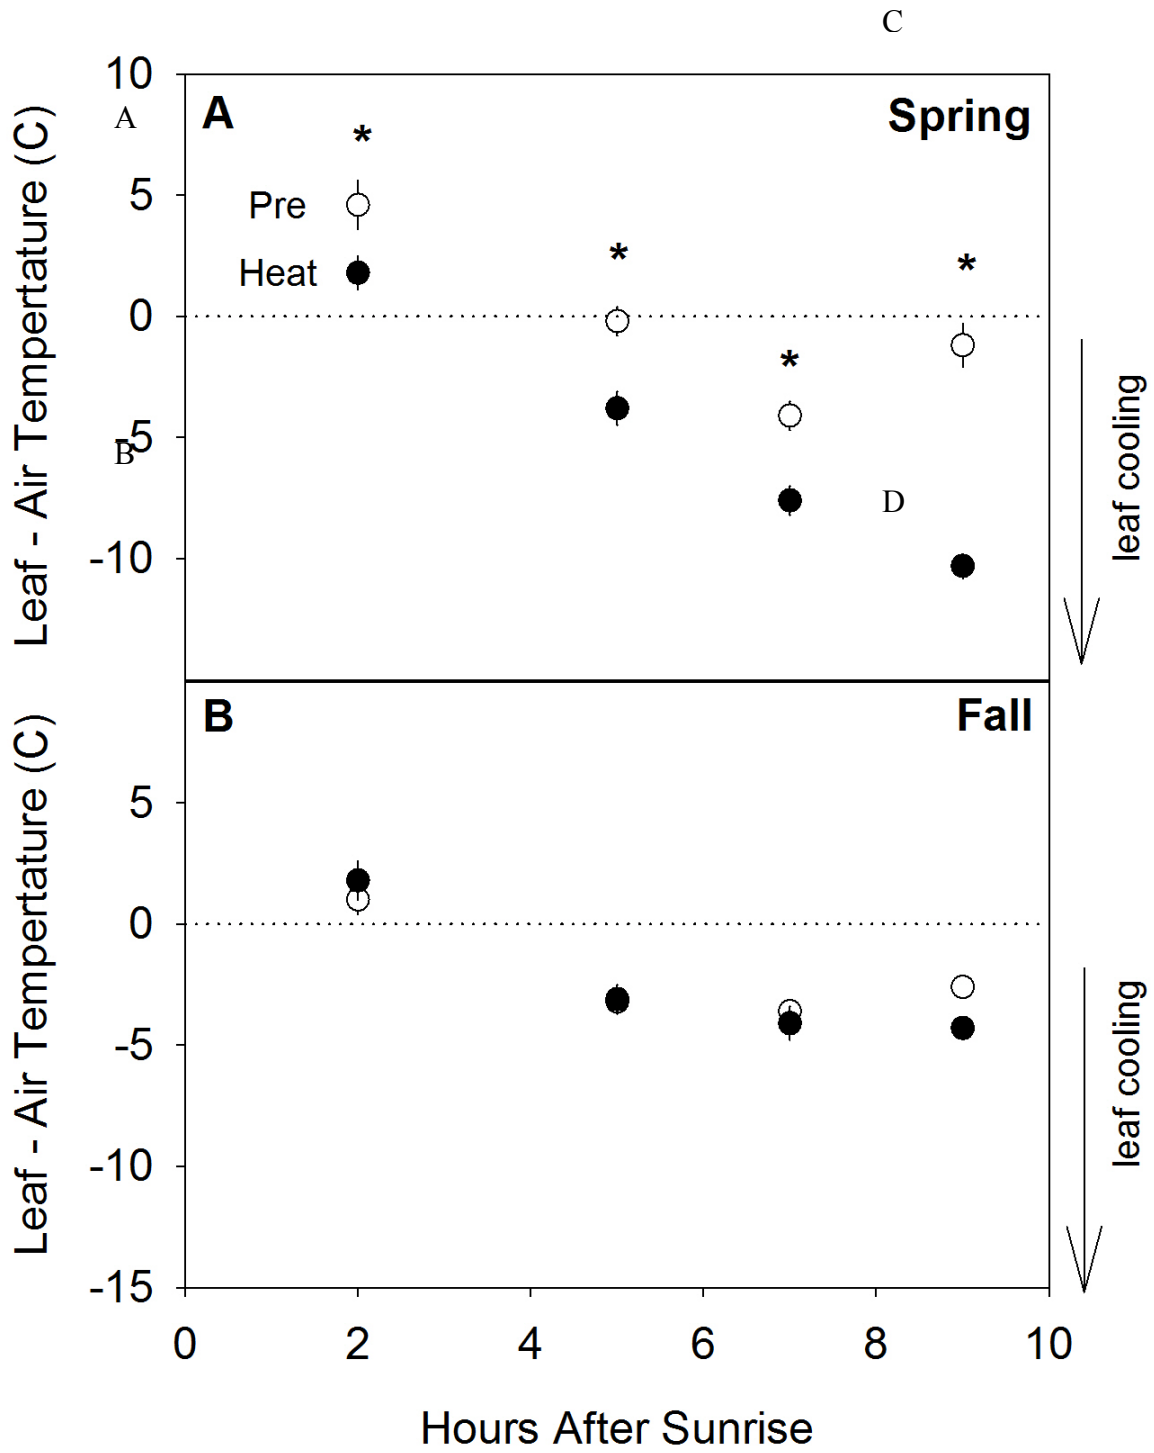 C
10
A
A
Spring
*
5
Pre
*
Heat
*
0
*
B
-5
D
-10
Leaf - Air Tempertature (C)
leaf cooling
B
Fall
5
0
-5
-10
-15
Leaf - Air Tempertature (C)
leaf cooling
0 2 4 6 8 10
Hours After Sunrise